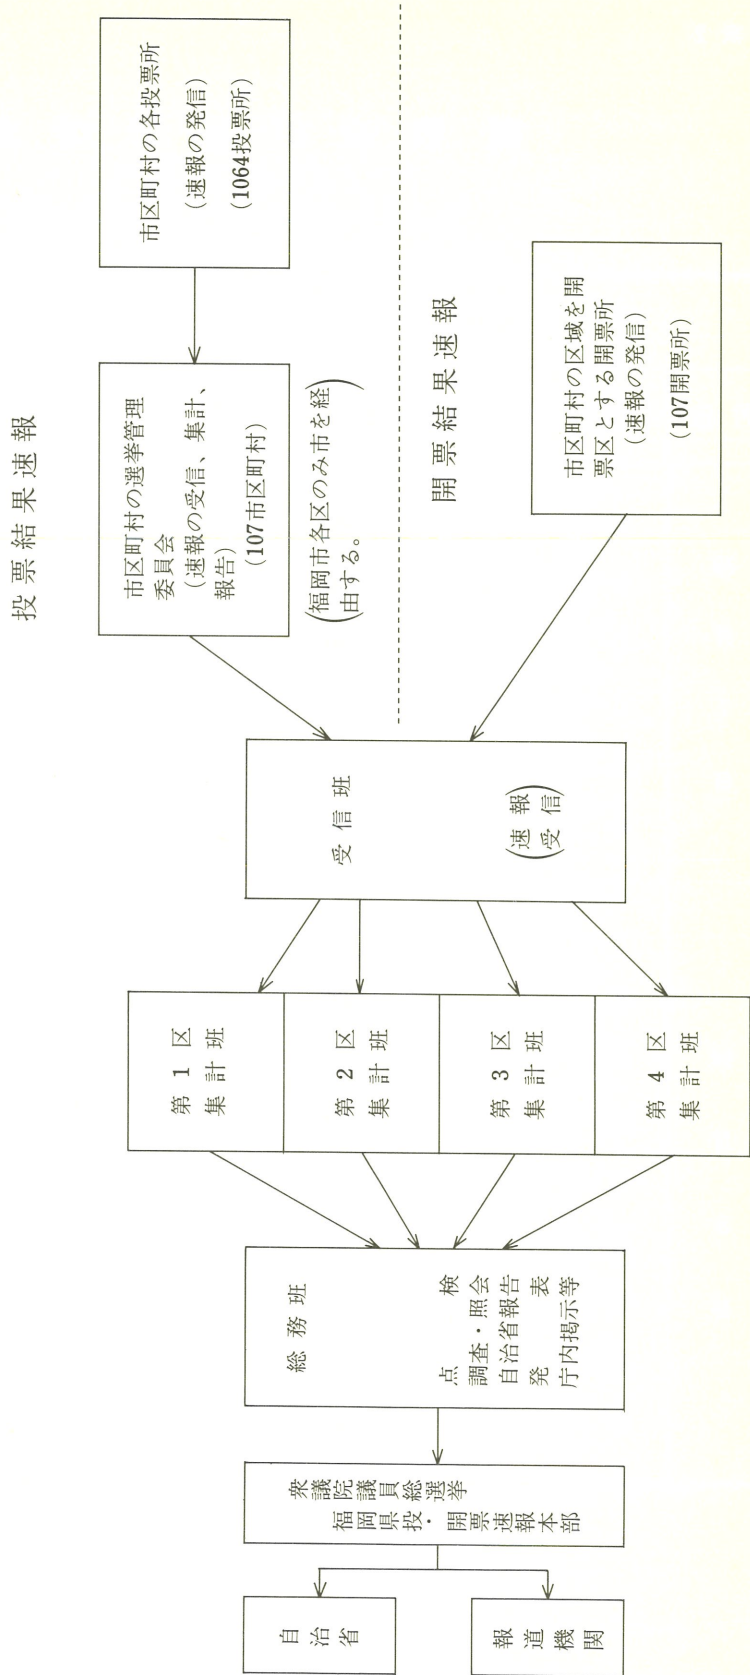 投票結果速報
市区町村の各投票所
(速報の発信)
(1064投票所)
市区町村の選挙管理
委員会
(速報の受信、集計、
報告)
(107市区町村)
(福岡市各区のみ市を経
由する。)
開票結果速報
市区町村の区域を開
票区とする開票所
(速報の発信)
(107開票所)
受信班
(速報
受信)
第1区
集計班
第2区
集計班
第3区
集計班
第4区
集計班
総務班
点検
調査・照会
自治省報告
発表
庁内掲示等
衆議院議員総選挙
福岡県投・開票速報本部
自治省
報道機関